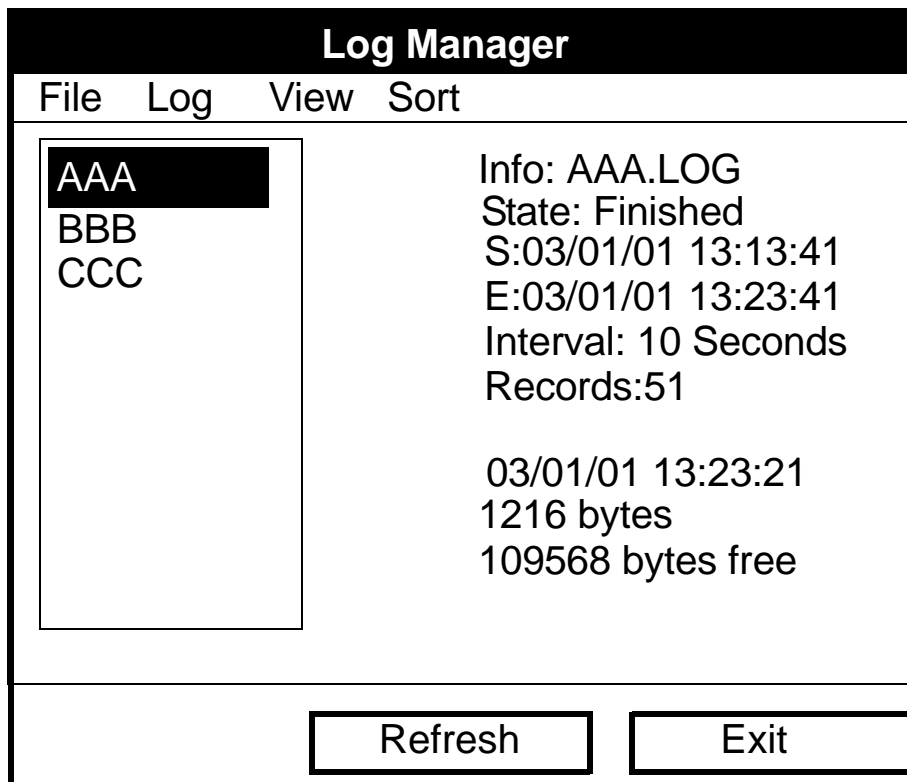 Log Manager
File Log View Sort
AAA
BBB
CCC
Info: AAA.LOG
State: Finished
S:03/01/01 13:13:41
E:03/01/01 13:23:41
Interval: 10 Seconds
Records:51
03/01/01 13:23:21
1216 bytes
109568 bytes free
Refresh Exit